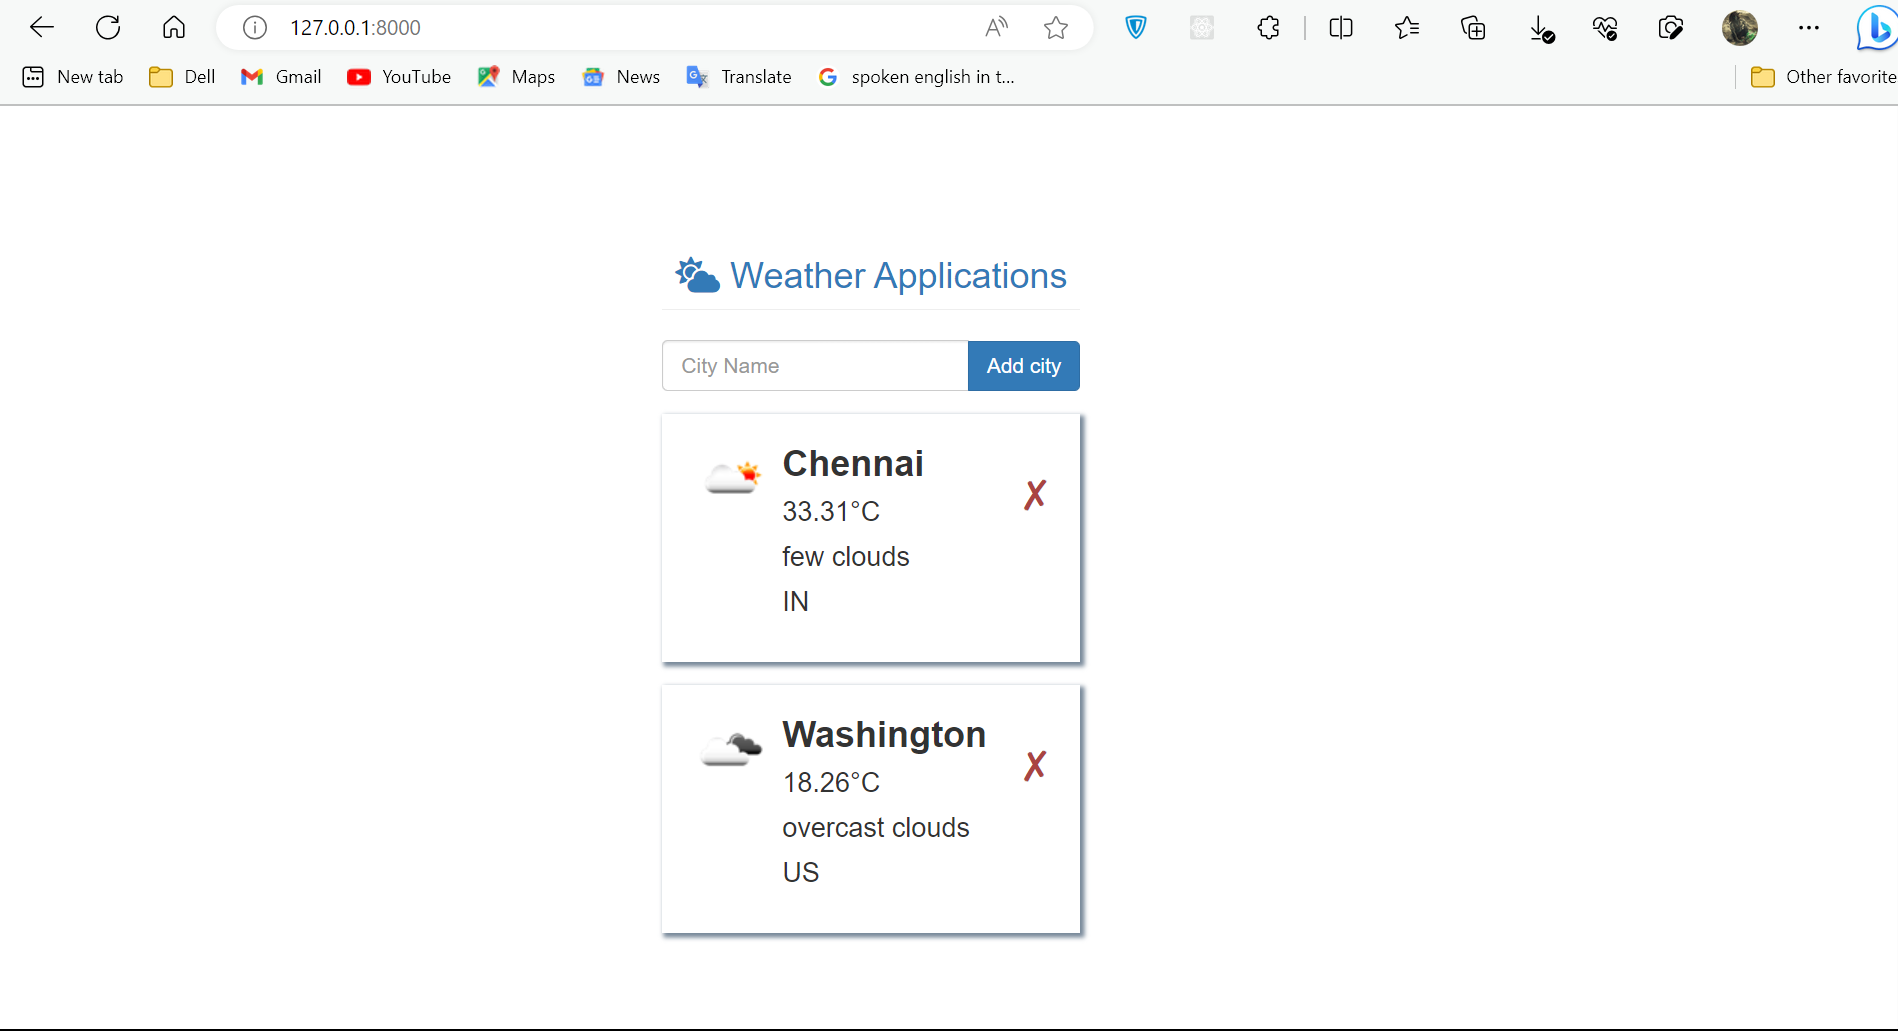 127.0.0.1:8000
New tab Dell Gmail YouTube Maps News Translate spoken english in t... Other favorite
Weather Applications
City Name Add city
Chennai
33.31°C
few clouds
IN
✗
Washington
18.26°C
overcast clouds
US
✗